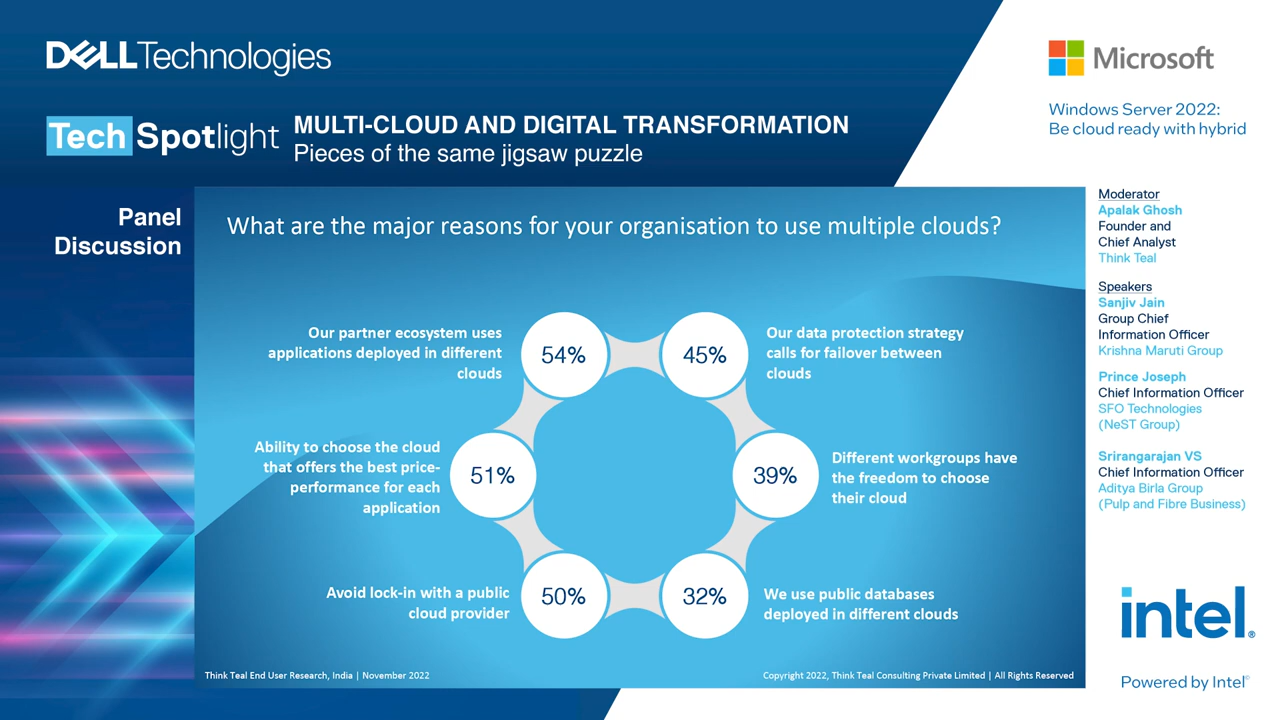 DELL Technologies
Microsoft
Windows Server 2022:
Be cloud ready with hybrid
Tech Spotlight
MULTI-CLOUD AND DIGITAL TRANSFORMATION
Pieces of the same jigsaw puzzle
Panel
Discussion
What are the major reasons for your organisation to use multiple clouds?
Our partner ecosystem uses
applications deployed in different
clouds
54%
45%
Our data protection strategy
calls for failover between
clouds
Ability to choose the cloud
that offers the best price-
performance for each
application
51%
39%
Different workgroups have
the freedom to choose
their cloud
Avoid lock-in with a public
cloud provider
50%
32%
We use public databases
deployed in different clouds
Think Teal End User Research, India | November 2022
Copyright 2022, Think Teal Consulting Private Limited | All Rights Reserved
Moderator
Apalak Ghosh
Founder and
Chief Analyst
Think Teal
Speakers
Sanjiv Jain
Group Chief
Information Officer
Krishna Maruti Group
Prince Joseph
Chief Information Officer
SFO Technologies
(NeST Group)
Srirangarajan VS
Chief Information Officer
Aditya Birla Group
(Pulp and Fibre Business)
intel®
Powered by Intel®